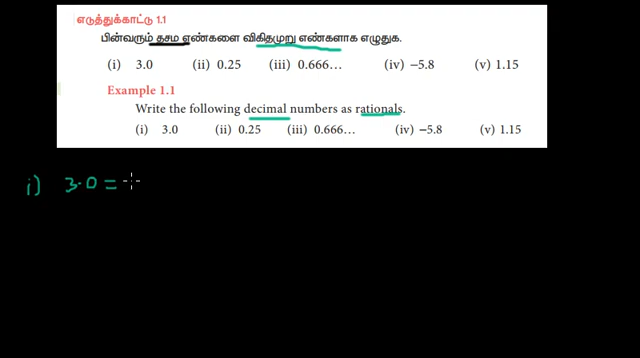 எடுத்துக்காட்டு 1.1
பின்வரும் தசம எண்களை விகிதமுறு எண்களாக எழுதுக.
(i) 3.0 (ii) 0.25 (iii) 0.666... (iv) −5.8 (v) 1.15
Example 1.1
Write the following decimal numbers as rationals.
(i) 3.0 (ii) 0.25 (iii) 0.666... (iv) −5.8 (v) 1.15
i) 3.0 =